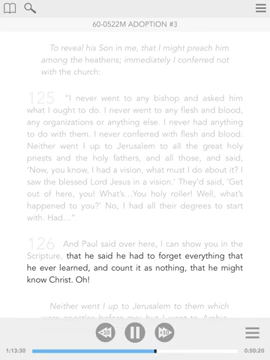 60-0522M ADOPTION #3
To reveal his Son in me, that I might preach him
among the heathens; immediately I conferred not
with the church:
125 "I never went to any bishop and asked him
what I ought to do. I never went to any flesh and blood,
any organizations or anything else. I never had anything
to do with them. I never conferred with flesh and blood.
Neither went I up to Jerusalem to all the great holy
priests and the holy fathers, and all those, and said,
'Now, you know, I had a vision, what must I do about it? I
saw the blessed Lord Jesus in a vision.' They'd said, 'Get
out of here, you! What's...You holy roller! Well, what's
happened to you?' No, I had all their degrees to start
with. Had..."
126 And Paul said over here, I can show you in the
Scripture, that he said he had to forget everything that
he ever learned, and count it as nothing, that he might
know Christ. Oh!
Neither went I up to Jerusalem to them which
1:13:30
0:50:20